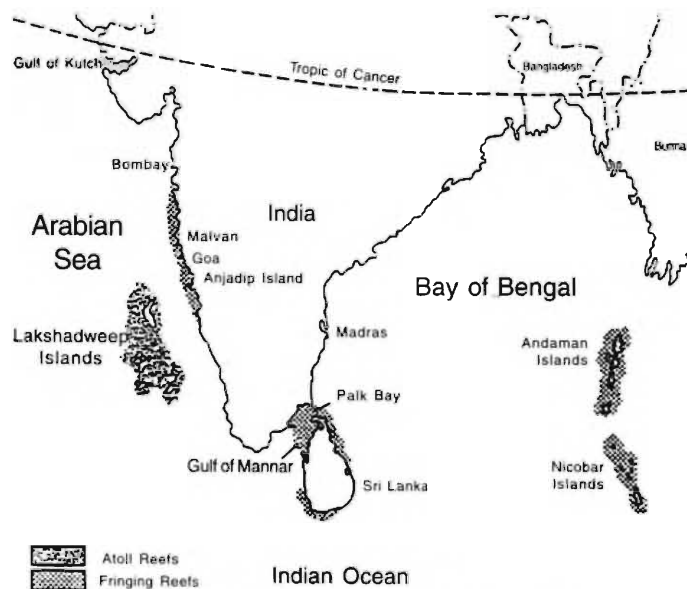 Gulf of Kutch
Tropic of Cancer
Bangladesh
Burma
Bombay
India
Arabian
Sea
Malvan
Goa
Anjadip Island
Bay of Bengal
Lakshadweep
Islands
Madras
Andaman
Islands
Palk Bay
Gulf of Mannar
Sri Lanka
Nicobar
Islands
Atoll Reefs
Fringing Reefs
Indian Ocean